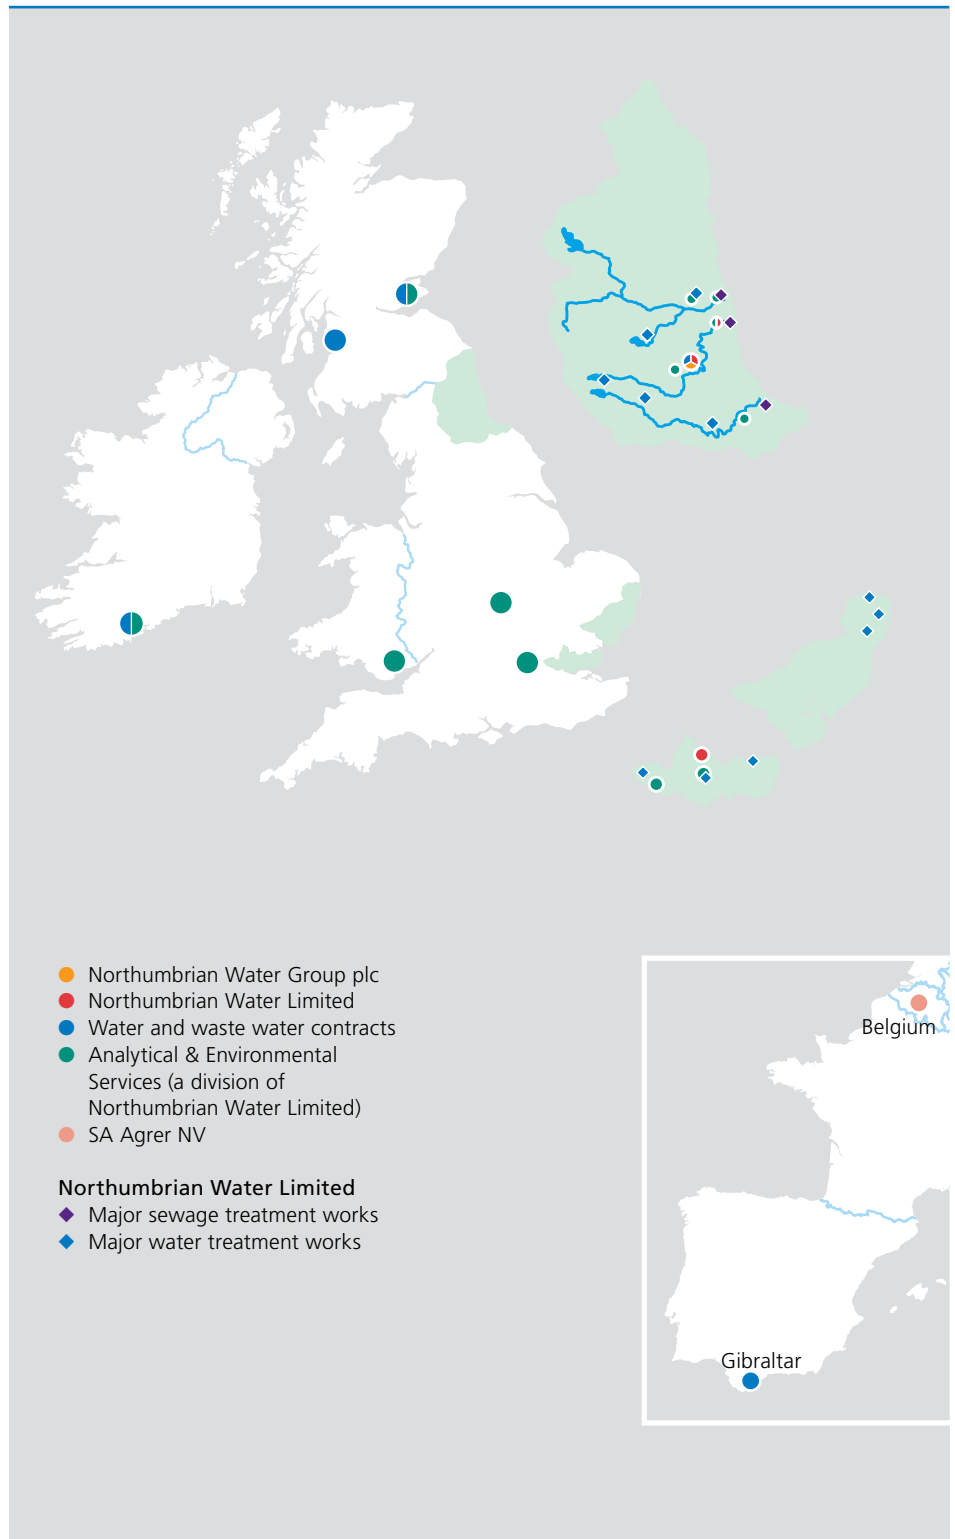 Northumbrian Water Group plc
Northumbrian Water Limited
Water and waste water contracts
Analytical & Environmental
Services (a division of
Northumbrian Water Limited)
SA Agrer NV
Northumbrian Water Limited
Major sewage treatment works
Major water treatment works
Belgium
Gibraltar